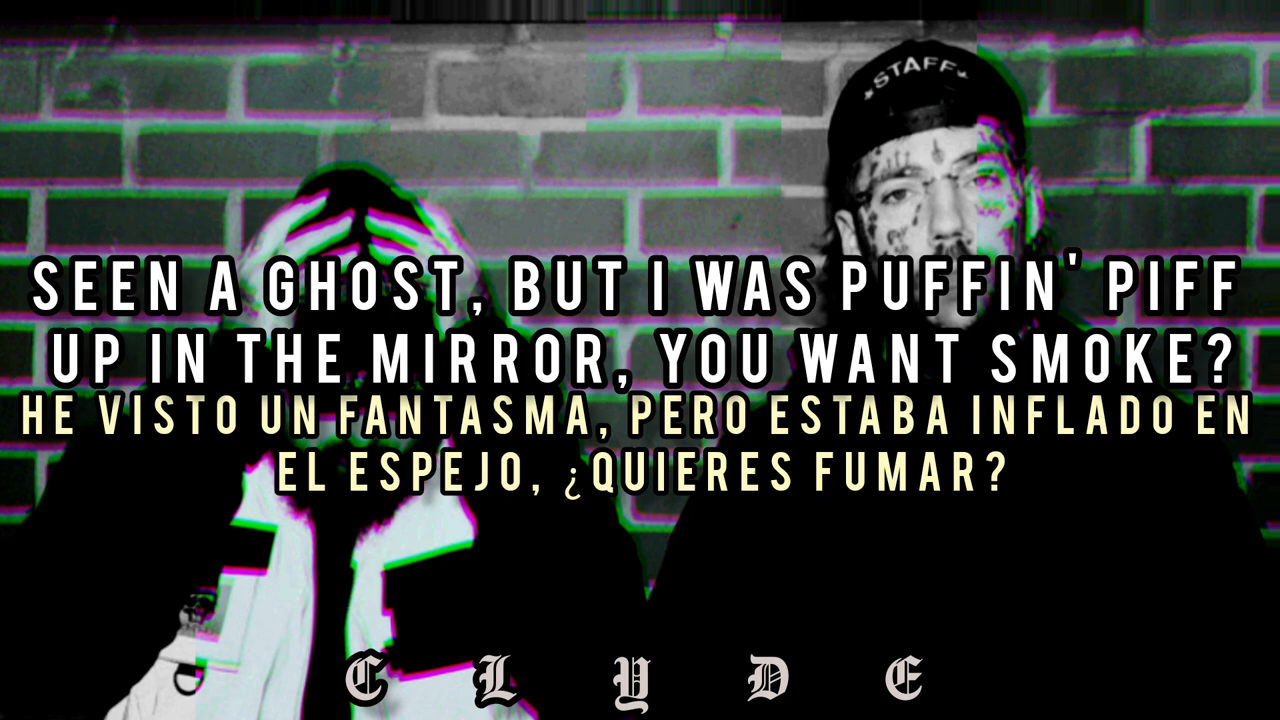 ★STAFF★
SEEN A GHOST, BUT I WAS PUFFIN' PIFF
UP IN THE MIRROR, YOU WANT SMOKE?
HE VISTO UN FANTASMA, PERO ESTABA INFLADO EN
EL ESPEJO, ¿QUIERES FUMAR?
C L Y D E